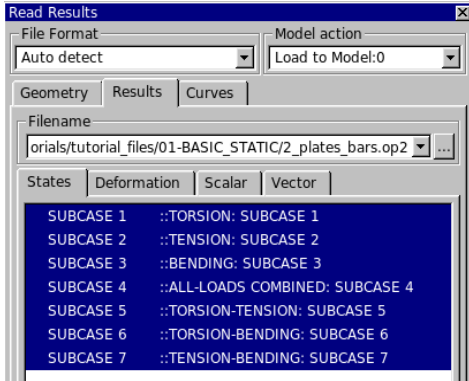 Read Results
File Format Model action
Auto detect Load to Model:0
Geometry Results Curves
Filename
orials/tutorial_files/01-BASIC_STATIC/2_plates_bars.op2 ...
States Deformation Scalar Vector
SUBCASE 1 ::TORSION: SUBCASE 1
SUBCASE 2 ::TENSION: SUBCASE 2
SUBCASE 3 ::BENDING: SUBCASE 3
SUBCASE 4 ::ALL-LOADS COMBINED: SUBCASE 4
SUBCASE 5 ::TORSION-TENSION: SUBCASE 5
SUBCASE 6 ::TORSION-BENDING: SUBCASE 6
SUBCASE 7 ::TENSION-BENDING: SUBCASE 7